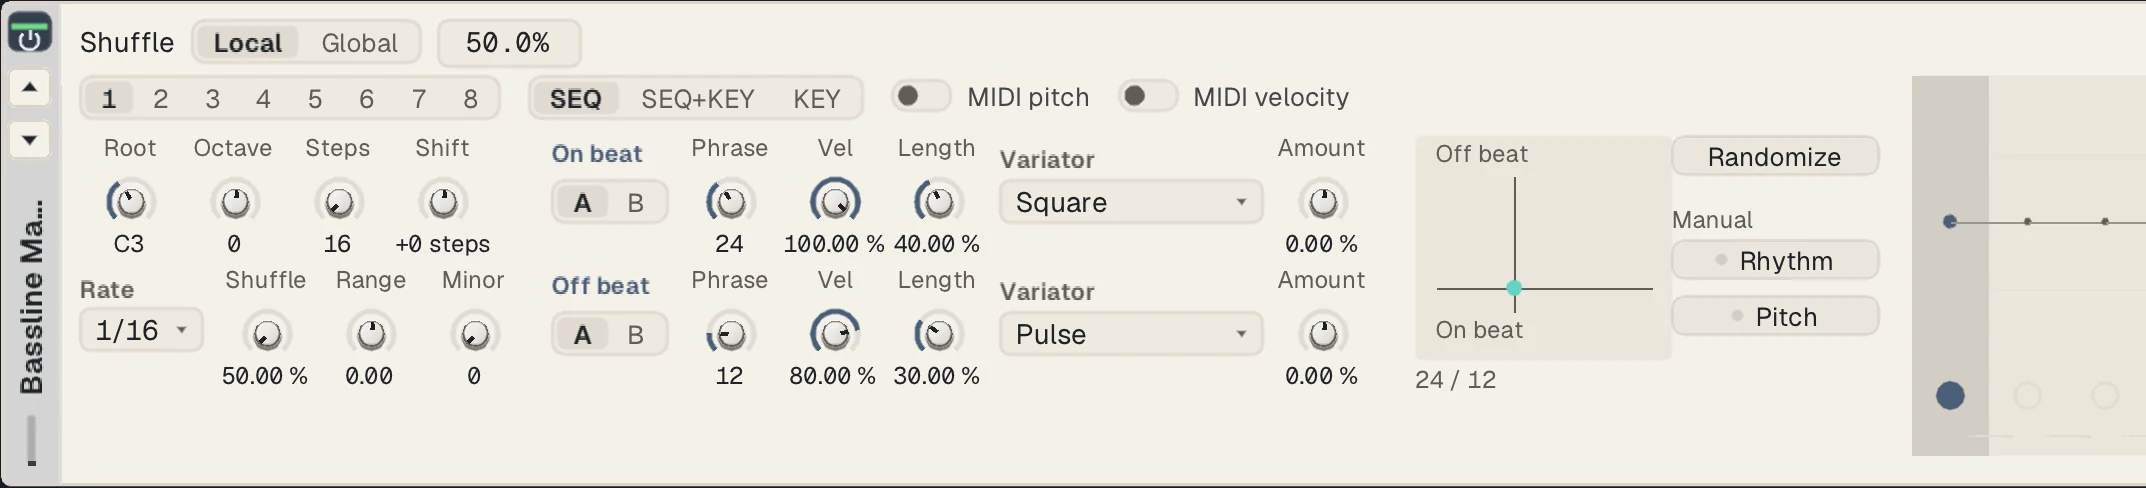 Shuffle Local Global 50.0%
1 2 3 4 5 6 7 8 SEQ SEQ+KEY KEY MIDI pitch MIDI velocity
Root Octave Steps Shift
C3 0 16 +0 steps
On beat Phrase Vel Length Variator Amount
A B Square
24 100.00 % 40.00 % 0.00 %
Rate Shuffle Range Minor
1/16
50.00 % 0.00 0
Off beat Phrase Vel Length Variator Amount
A B Pulse
12 80.00 % 30.00 % 0.00 %
Off beat
On beat
24 / 12
Randomize
Manual
Rhythm
Pitch
Bassline Ma...